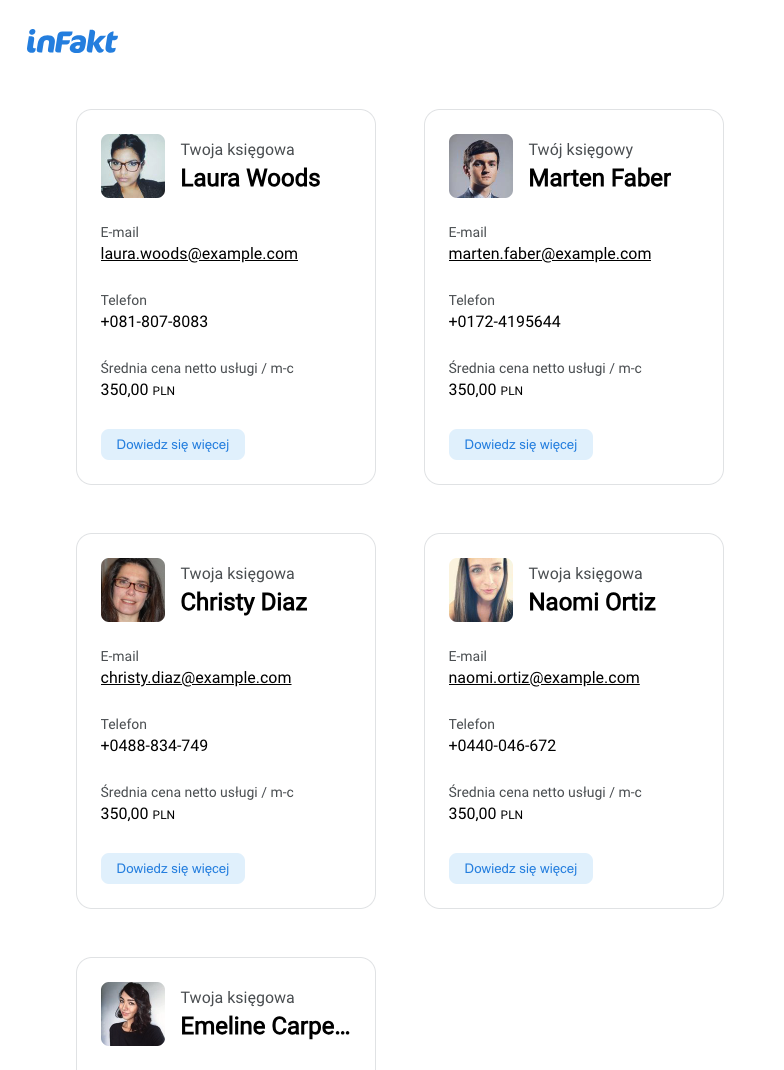 inFakt
Twoja księgowa
Laura Woods
E-mail
laura.woods@example.com
Telefon
+081-807-8083
Średnia cena netto usługi / m-c
350,00 PLN
Dowiedz się więcej
Twój księgowy
Marten Faber
E-mail
marten.faber@example.com
Telefon
+0172-4195644
Średnia cena netto usługi / m-c
350,00 PLN
Dowiedz się więcej
Twoja księgowa
Christy Diaz
E-mail
christy.diaz@example.com
Telefon
+0488-834-749
Średnia cena netto usługi / m-c
350,00 PLN
Dowiedz się więcej
Twoja księgowa
Naomi Ortiz
E-mail
naomi.ortiz@example.com
Telefon
+0440-046-672
Średnia cena netto usługi / m-c
350,00 PLN
Dowiedz się więcej
Twoja księgowa
Emeline Carpe...